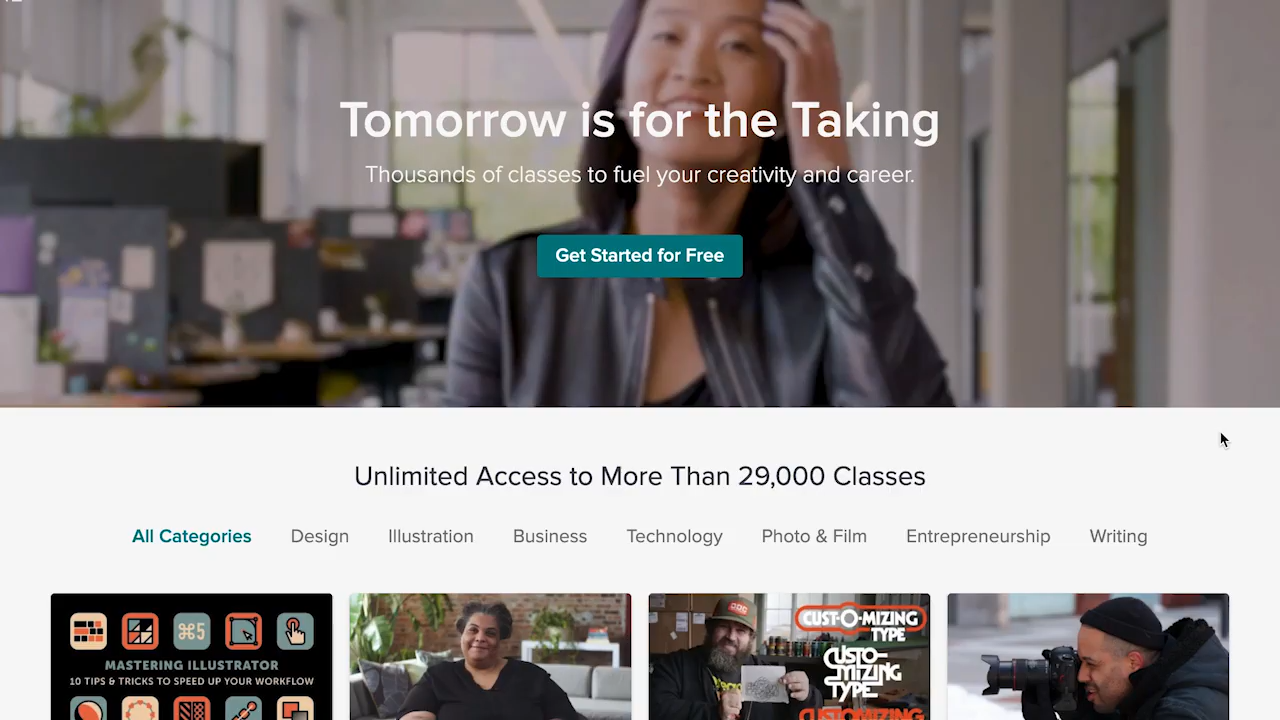 Tomorrow is for the Taking
Thousands of classes to fuel your creativity and career.
Get Started for Free
Unlimited Access to More Than 29,000 Classes
All Categories Design Illustration Business Technology Photo & Film Entrepreneurship Writing
⌘5
MASTERING ILLUSTRATOR
10 TIPS & TRICKS TO SPEED UP YOUR WORKFLOW
CUST-O-MIZING
TYPE
CUSTO-
MIZING
TYPE
CUSTOMIZING